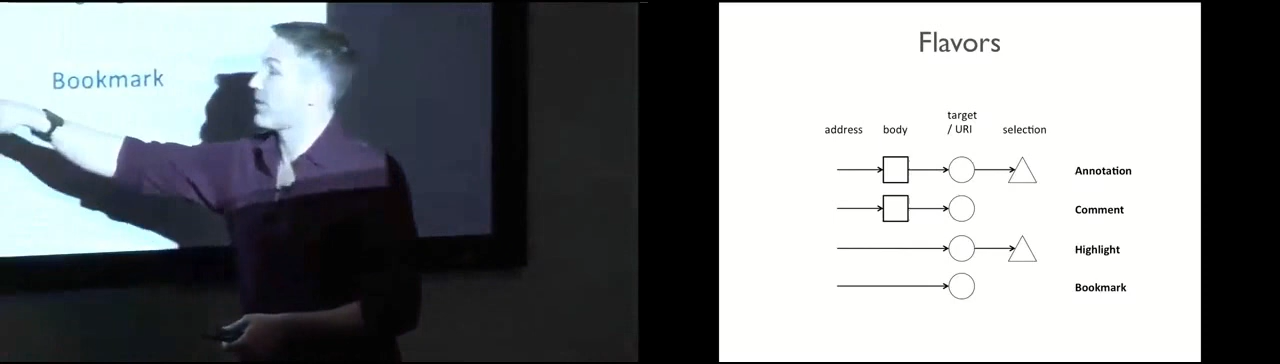 Bookmark
Flavors
address body target / URI selection
Annotation
Comment
Highlight
Bookmark